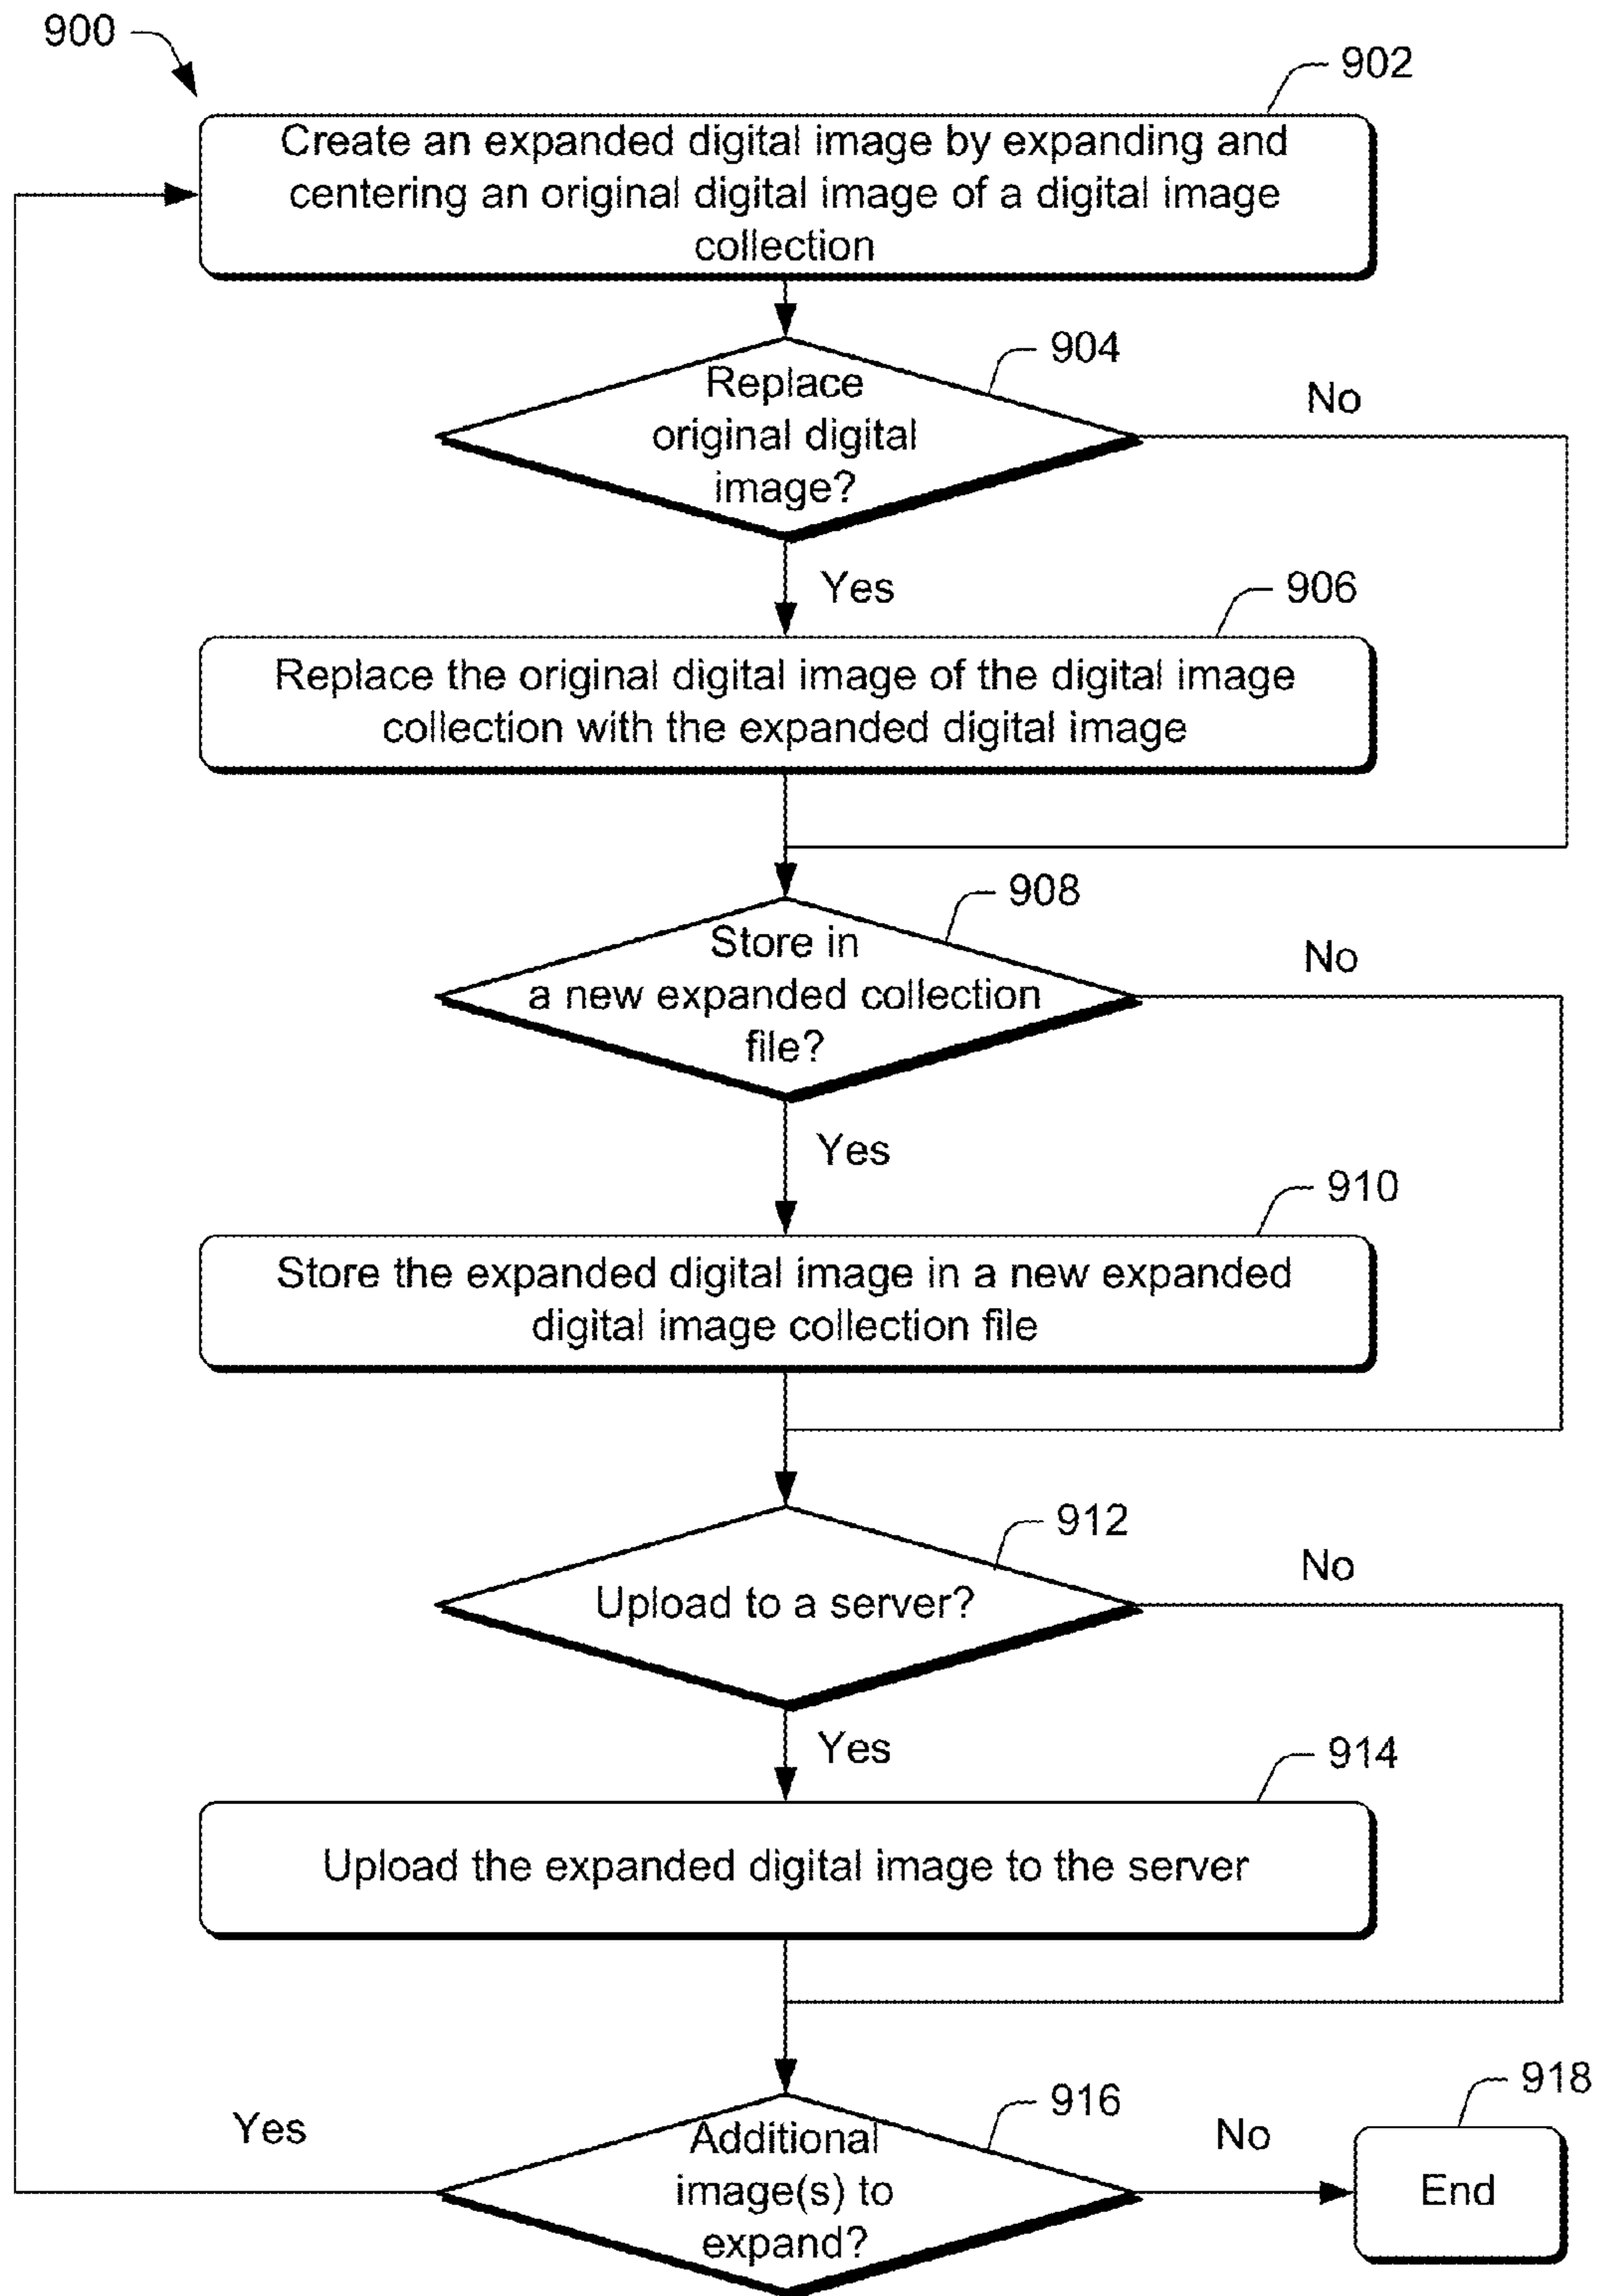 900
902
Create an expanded digital image by expanding and
centering an original digital image of a digital image
collection
904
Replace
original digital
image?
No
Yes
906
Replace the original digital image of the digital image
collection with the expanded digital image
908
Store in
a new expanded collection
file?
No
Yes
910
Store the expanded digital image in a new expanded
digital image collection file
912
Upload to a server?
No
Yes
914
Upload the expanded digital image to the server
916
Additional
image(s) to
expand?
Yes
No
918
End